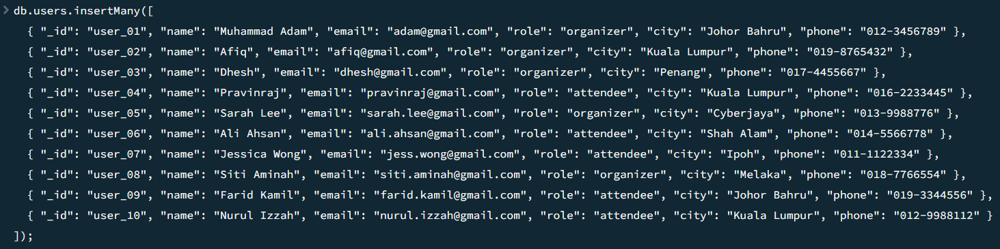 > db.users.insertMany([
{ "_id": "user_01", "name": "Muhammad Adam", "email": "adam@gmail.com", "role": "organizer", "city": "Johor Bahru", "phone": "012-3456789" },
{ "_id": "user_02", "name": "Afiq", "email": "afiq@gmail.com", "role": "organizer", "city": "Kuala Lumpur", "phone": "019-8765432" },
{ "_id": "user_03", "name": "Dhesh", "email": "dhesh@gmail.com", "role": "organizer", "city": "Penang", "phone": "017-4455667" },
{ "_id": "user_04", "name": "Pravinraj", "email": "pravinraj@gmail.com", "role": "attendee", "city": "Kuala Lumpur", "phone": "016-2233445" },
{ "_id": "user_05", "name": "Sarah Lee", "email": "sarah.lee@gmail.com", "role": "organizer", "city": "Cyberjaya", "phone": "013-9988776" },
{ "_id": "user_06", "name": "Ali Ahsan", "email": "ali.ahsan@gmail.com", "role": "attendee", "city": "Shah Alam", "phone": "014-5566778" },
{ "_id": "user_07", "name": "Jessica Wong", "email": "jess.wong@gmail.com", "role": "attendee", "city": "Ipoh", "phone": "011-1122334" },
{ "_id": "user_08", "name": "Siti Aminah", "email": "siti.aminah@gmail.com", "role": "organizer", "city": "Melaka", "phone": "018-7766554" },
{ "_id": "user_09", "name": "Farid Kamil", "email": "farid.kamil@gmail.com", "role": "attendee", "city": "Johor Bahru", "phone": "019-3344556" },
{ "_id": "user_10", "name": "Nurul Izzah", "email": "nurul.izzah@gmail.com", "role": "attendee", "city": "Kuala Lumpur", "phone": "012-9988112" }
]);